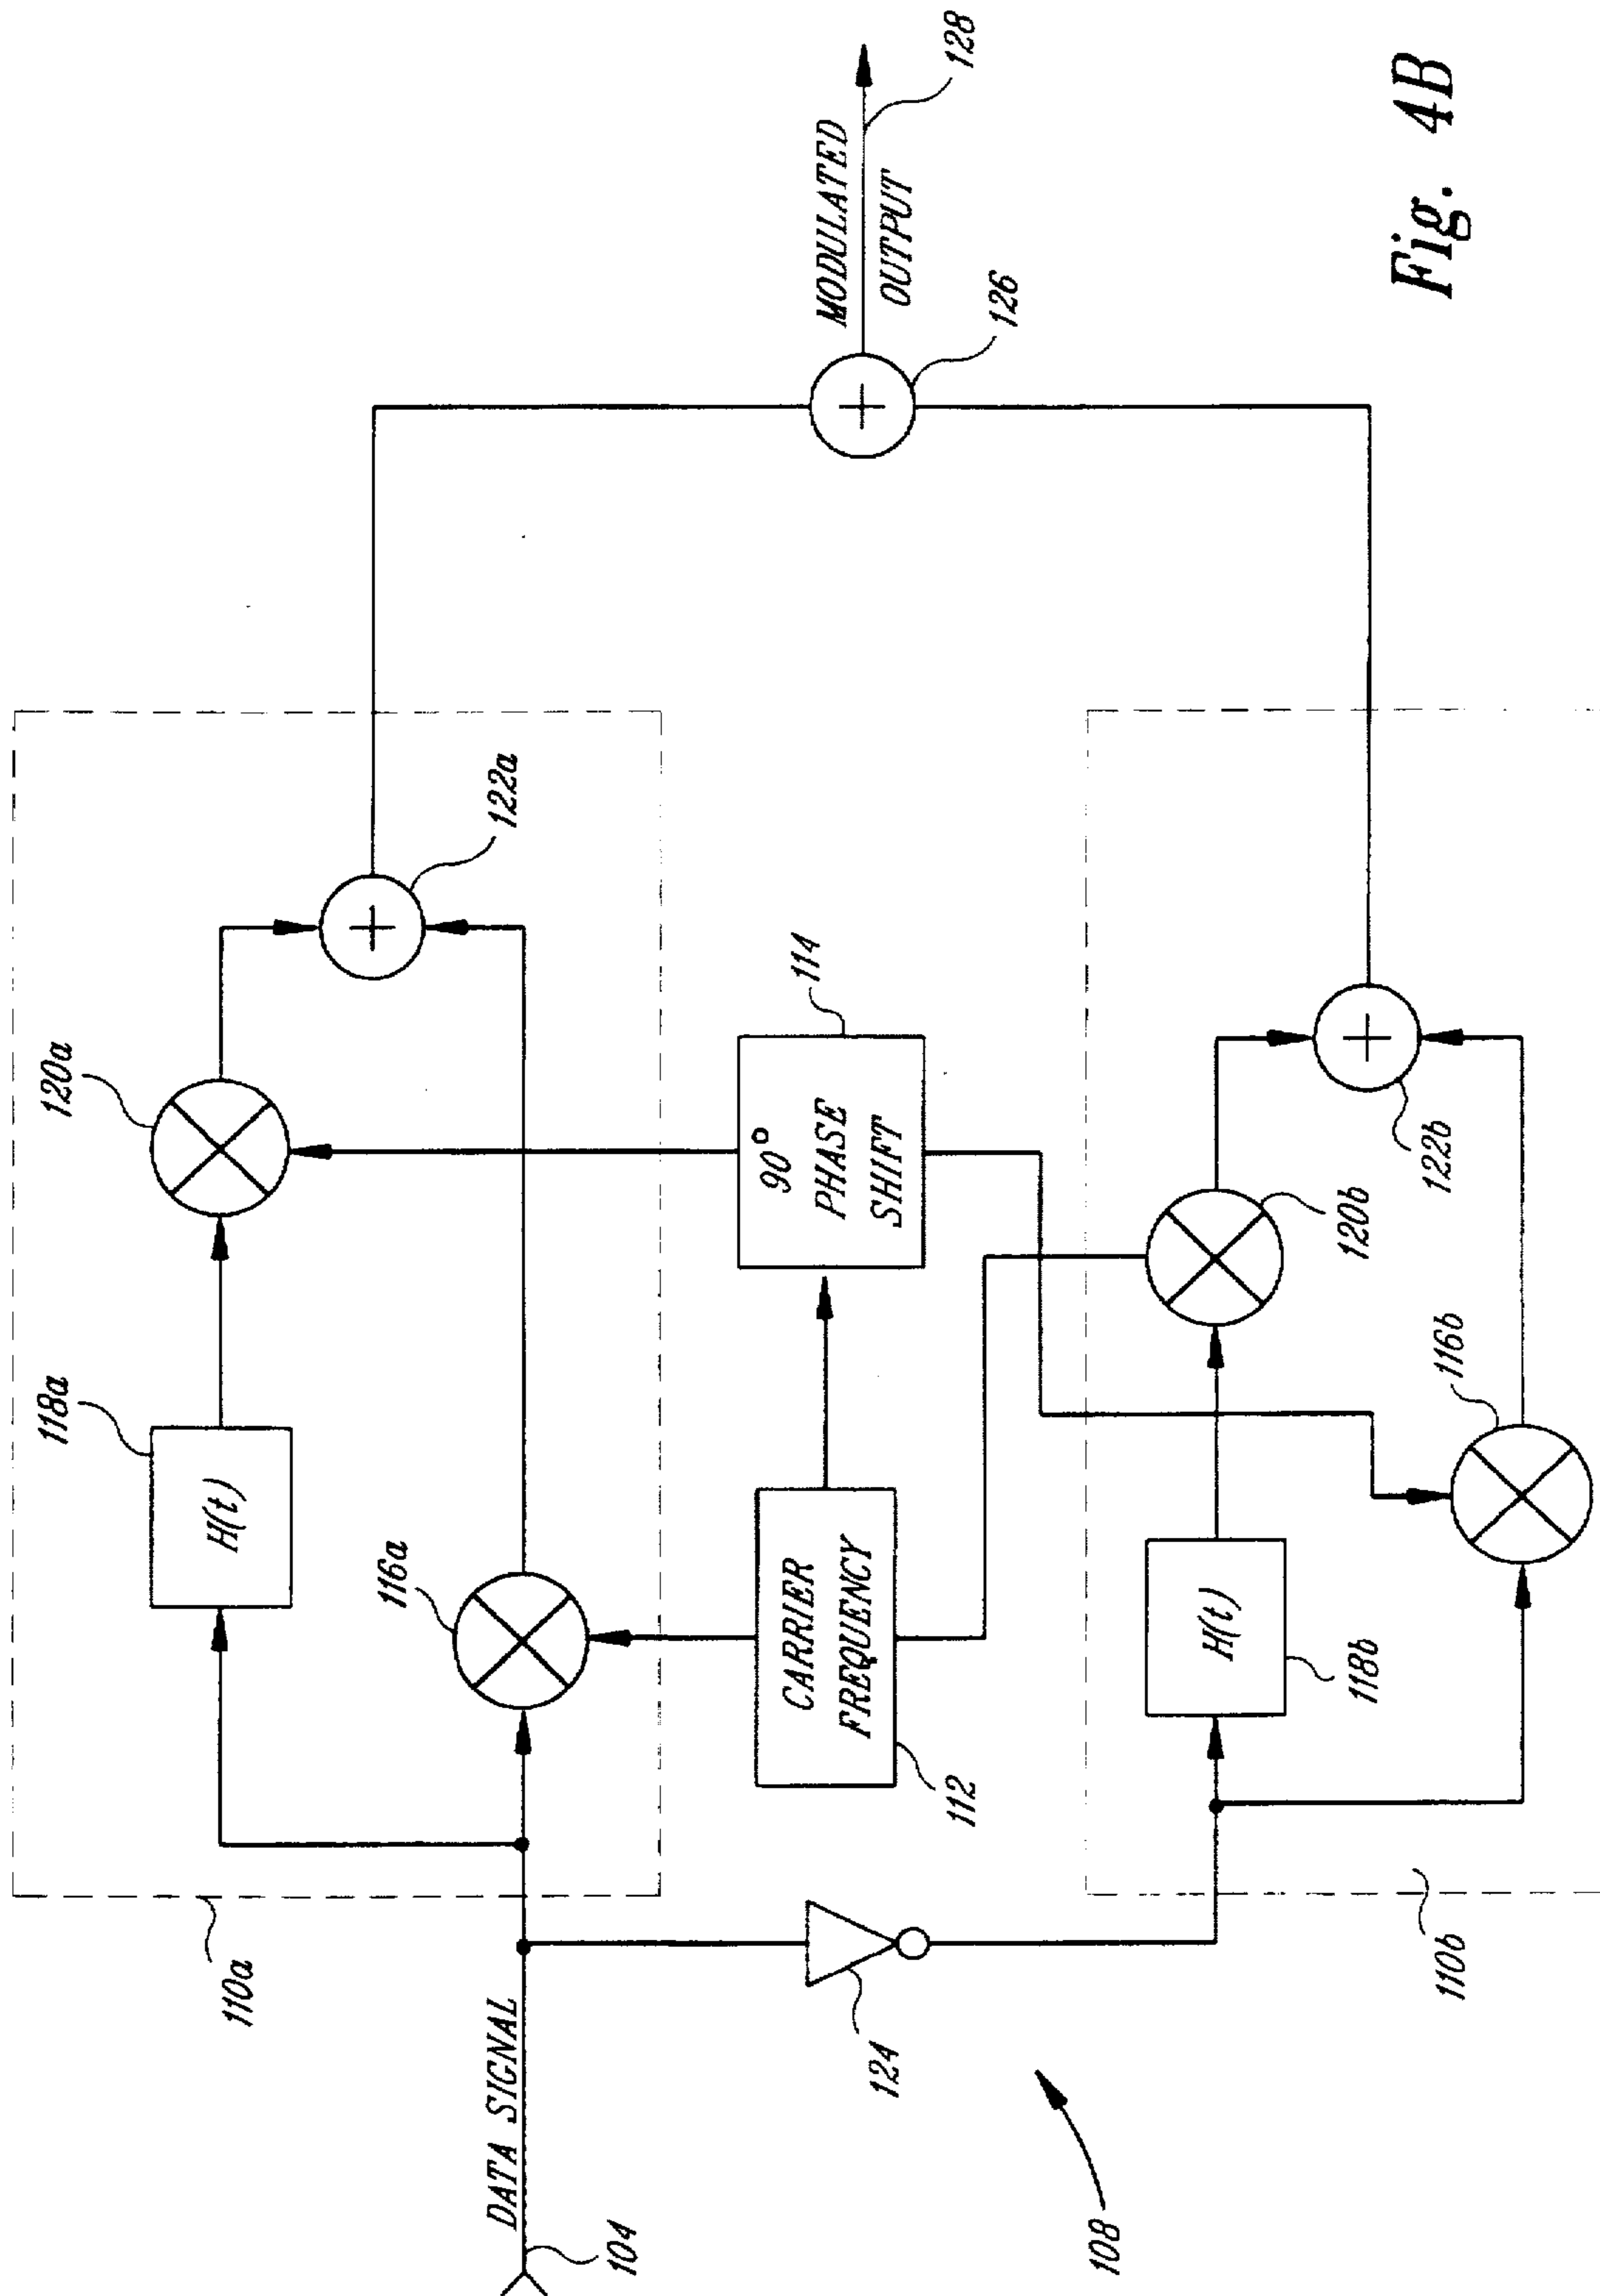 110a
118a
H(t)
120a
116a
122a
DATA SIGNAL
104
CARRIER
FREQUENCY
112
90°
PHASE
SHIFT
114
MODULATED
OUTPUT
128
126
124
108
H(t)
118b
120b
122b
116b
110b
Fig. 4B